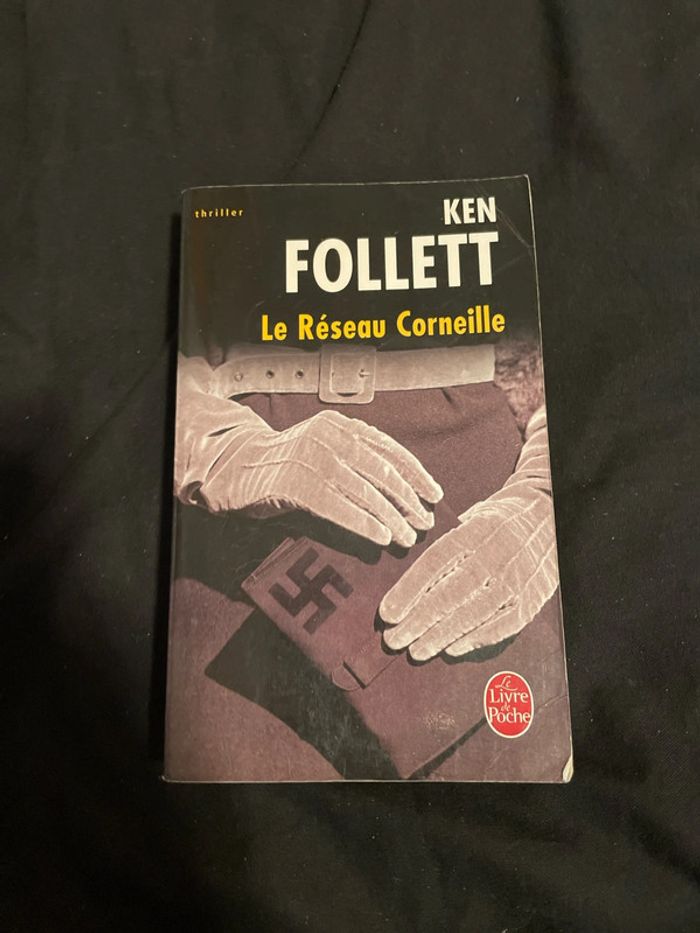 thriller
KEN
FOLLETT
Le Réseau Corneille
Le
Livre
de
Poche